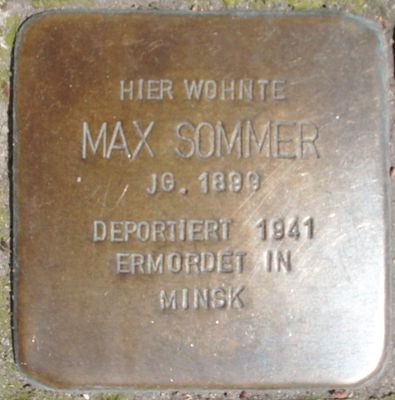 HIER WOHNTE
MAX SOMMER
JG. 1899
DEPORTIERT 1941
ERMORDET IN
MINSK